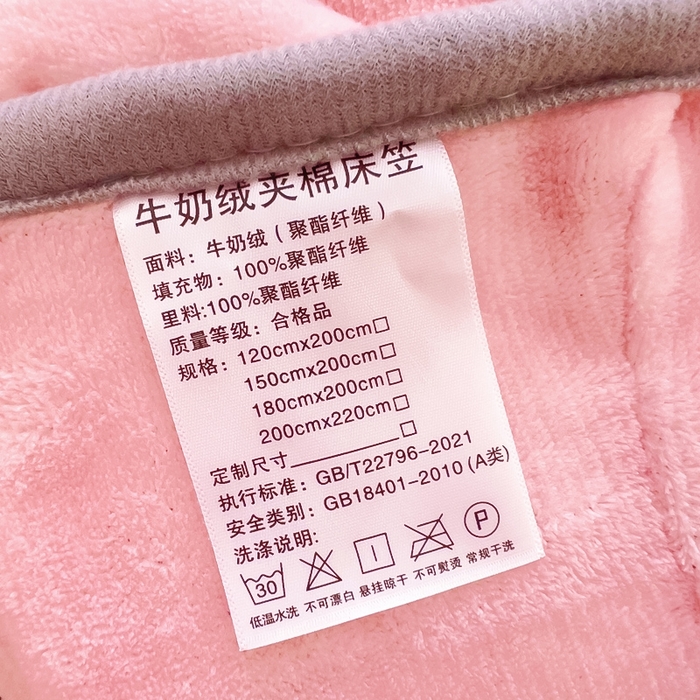 牛奶绒夹棉床笠
面料：牛奶绒（聚酯纤维）
填充物：100%聚酯纤维
里料:100%聚酯纤维
质量等级：合格品
规格：120cmx200cm□
150cmx200cm□
180cmx200cm□
200cmx220cm□
定制尺寸__________□
执行标准：GB/T22796-2021
安全类别：GB18401-2010 (A类)
洗涤说明:
30 P
低温水洗 不可漂白 悬挂晾干 不可熨烫 常规干洗